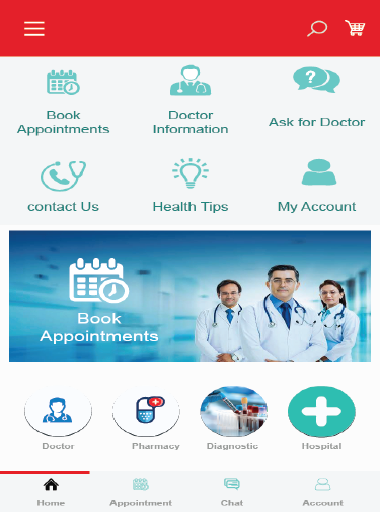 Book
Appointments
Doctor
Information
Ask for Doctor
contact Us
Health Tips
My Account
Book
Appointments
Doctor
Pharmacy
Diagnostic
Hospital
Home
Appointment
Chat
Account